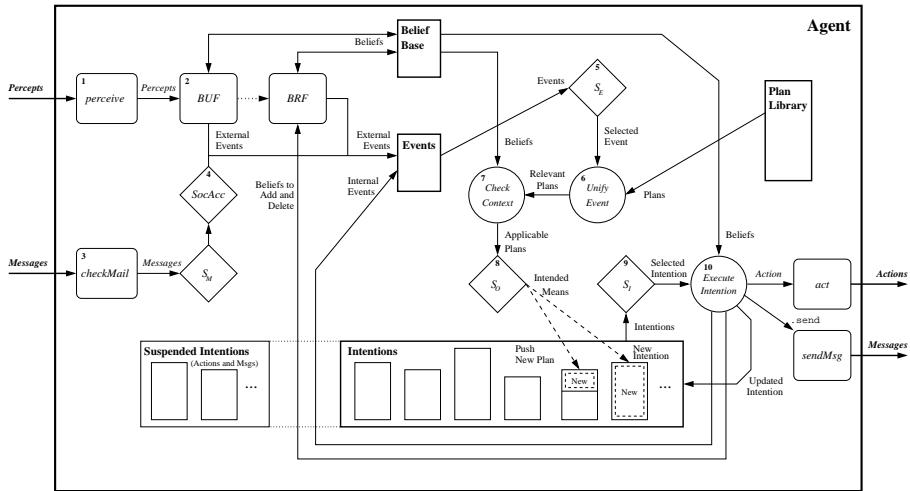 Agent
Belief
Base
Beliefs
1
perceive
2
BUF
BRF
5
S_E
Plan
Library
Percepts
Percepts
Events
External
Events
External
Events
Events
Selected
Event
Beliefs
4
SocAcc
Internal
Events
Beliefs to
Add and
Delete
7
Check
Context
Relevant
Plans
6
Unify
Event
Plans
Applicable
Plans
Beliefs
3
checkMail
Messages
Messages
S_M
8
S_O
Intended
Means
9
S_I
Selected
Intention
10
Execute
Intention
Action
act
Actions
.send
sendMsg
Messages
Intentions
Suspended Intentions
(Actions and Msgs)
...
Intentions
Push
New Plan
New
New
Intention
New
...
Updated
Intention